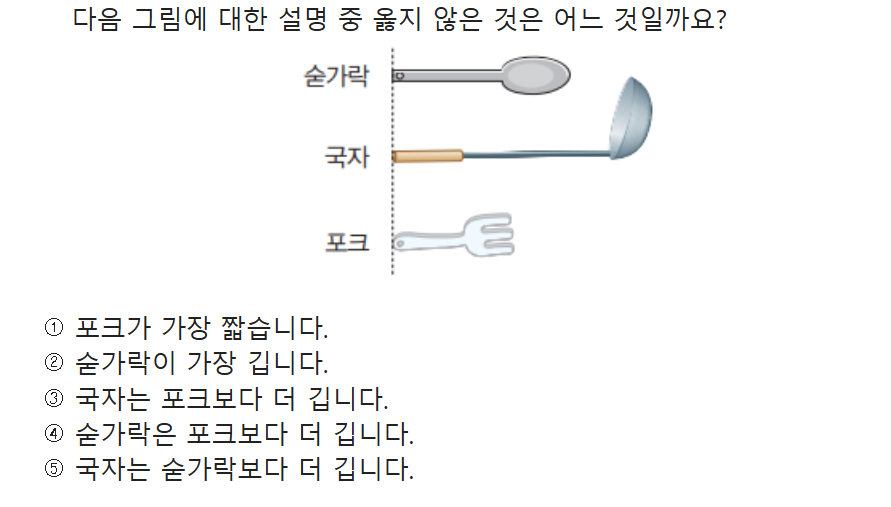 다음 그림에 대한 설명 중 옳지 않은 것은 어느 것일까요?
숟가락
국자
포크
① 포크가 가장 짧습니다.
② 숟가락이 가장 깁니다.
③ 국자는 포크보다 더 깁니다.
④ 숟가락은 포크보다 더 깁니다.
⑤ 국자는 숟가락보다 더 깁니다.